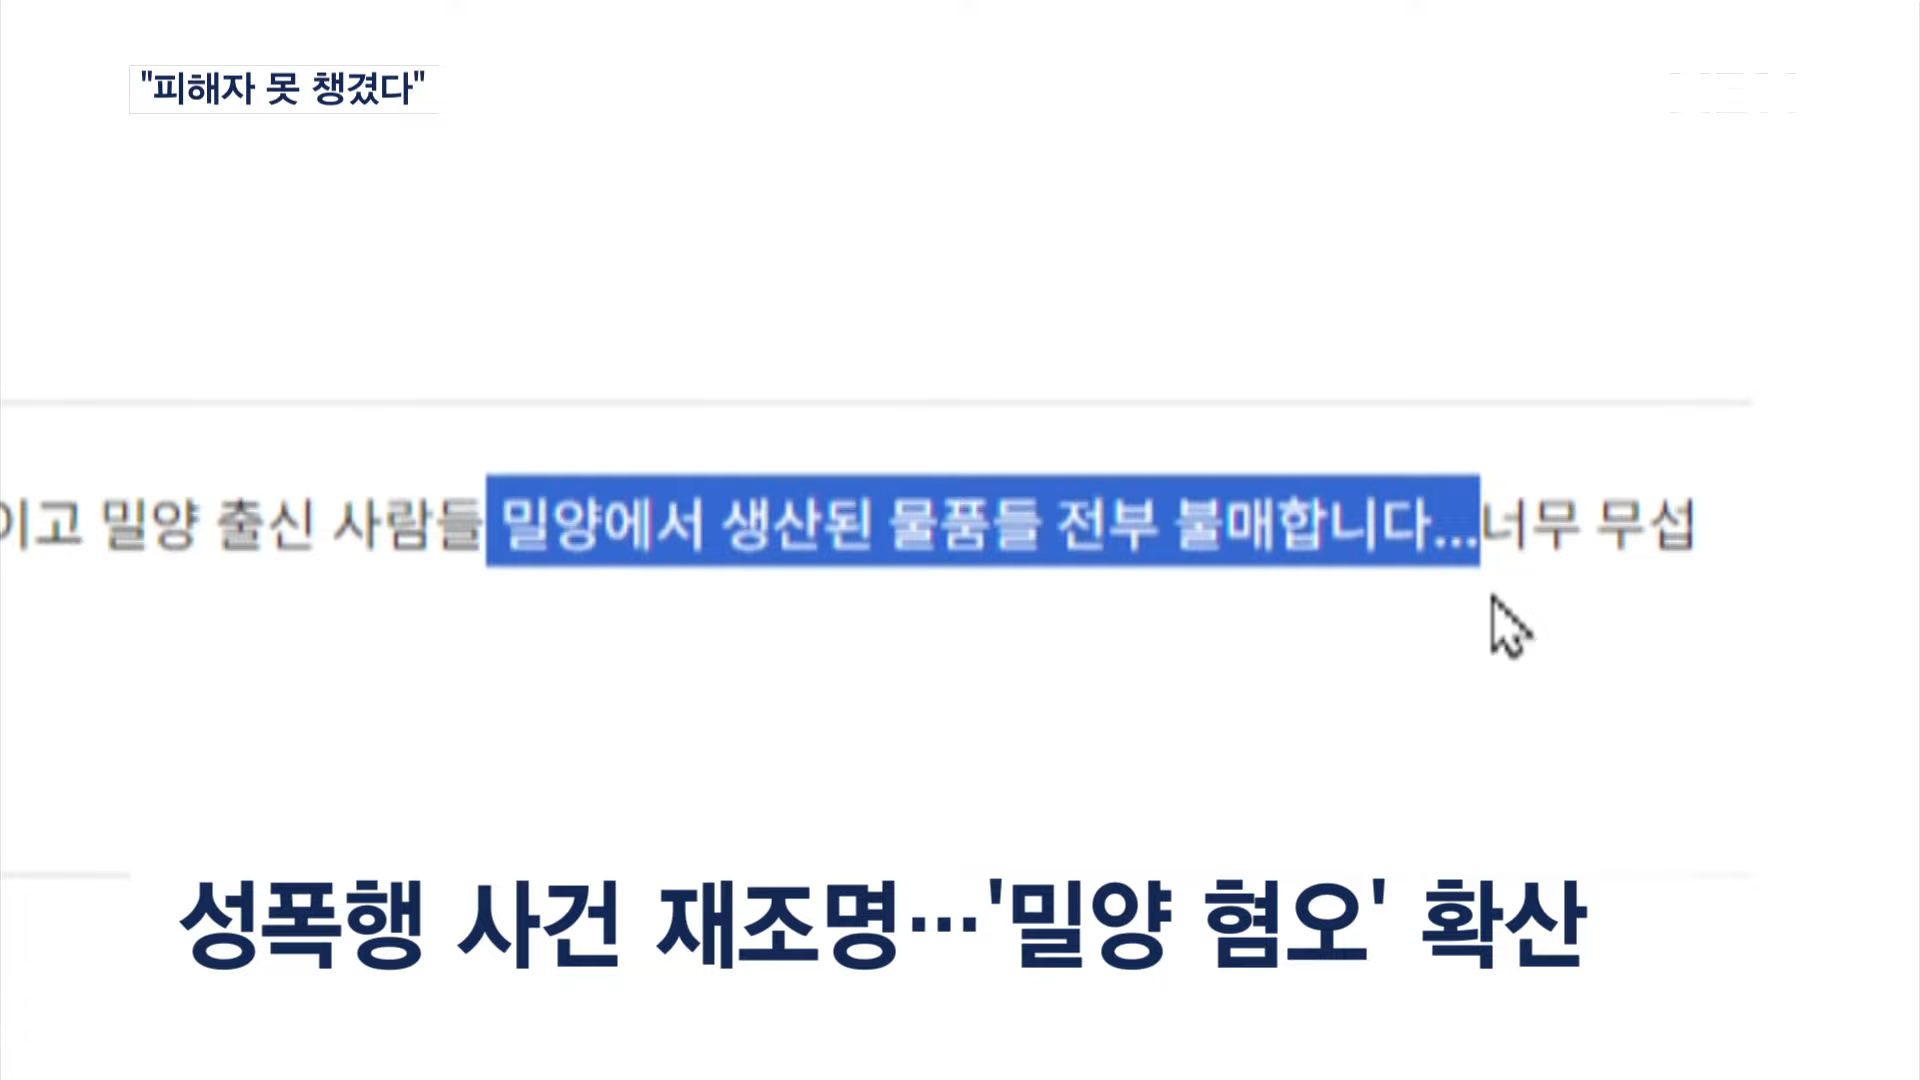 "피해자 못 챙겼다"
이고 밀양 출신 사람들 밀양에서 생산된 물품들 전부 불매합니다...너무 무섭
성폭행 사건 재조명…'밀양 혐오' 확산